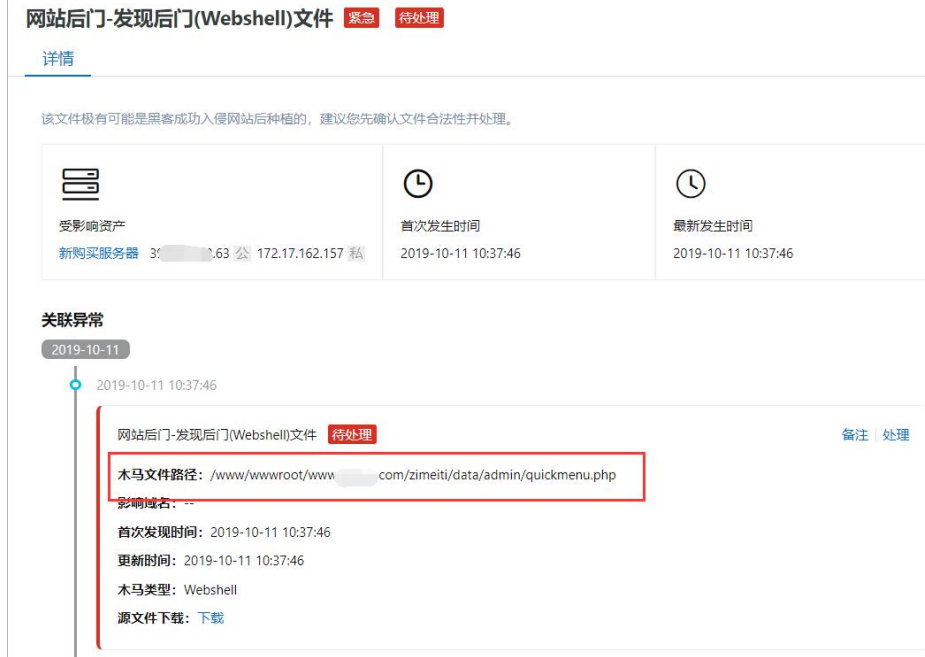 网站后门-发现后门(Webshell)文件 紧急 待处理
详情
该文件极有可能是黑客成功入侵网站后种植的，建议您先确认文件合法性并处理。
受影响资产
新购买服务器 39 .63 公 172.17.162.157 私
首次发生时间
2019-10-11 10:37:46
最新发生时间
2019-10-11 10:37:46
关联异常
2019-10-11
2019-10-11 10:37:46
网站后门-发现后门(Webshell)文件 待处理 备注 处理
木马文件路径：/www/wwwroot/www com/zimeiti/data/admin/quickmenu.php
影响域名：--
首次发现时间：2019-10-11 10:37:46
更新时间：2019-10-11 10:37:46
木马类型：Webshell
源文件下载：下载